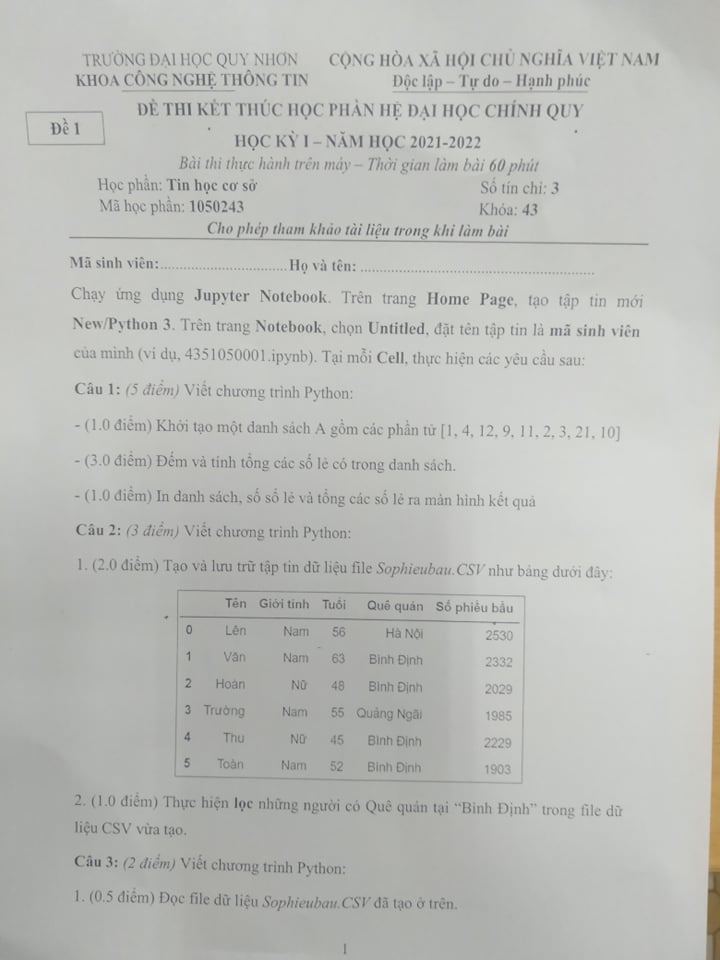 TRƯỜNG ĐẠI HỌC QUY NHƠN CỘNG HÒA XÃ HỘI CHỦ NGHĨA VIỆT NAM
KHOA CÔNG NGHỆ THÔNG TIN Độc lập – Tự do – Hạnh phúc
ĐỀ THI KẾT THÚC HỌC PHẦN HỆ ĐẠI HỌC CHÍNH QUY
Đề 1
HỌC KỲ I – NĂM HỌC 2021-2022
Bài thi thực hành trên máy – Thời gian làm bài 60 phút
Học phần: Tin học cơ sở Số tín chỉ: 3
Mã học phần: 1050243 Khóa: 43
Cho phép tham khảo tài liệu trong khi làm bài
Mã sinh viên:.............................. Họ và tên: ............................................................
Chạy ứng dụng Jupyter Notebook. Trên trang Home Page, tạo tập tin mới
New/Python 3. Trên trang Notebook, chọn Untitled, đặt tên tập tin là mã sinh viên
của mình (ví dụ, 4351050001.ipynb). Tại mỗi Cell, thực hiện các yêu cầu sau:
Câu 1: (5 điểm) Viết chương trình Python:
- (1.0 điểm) Khởi tạo một danh sách A gồm các phần tử [1, 4, 12, 9, 11, 2, 3, 21, 10]
- (3.0 điểm) Đếm và tính tổng các số lẻ có trong danh sách.
- (1.0 điểm) In danh sách, số số lẻ và tổng các số lẻ ra màn hình kết quả
Câu 2: (3 điểm) Viết chương trình Python:
1. (2.0 điểm) Tạo và lưu trữ tập tin dữ liệu file Sophieubau.CSV như bảng dưới đây:
Tên Giới tính Tuổi Quê quán Số phiếu bầu
0 Lên Nam 56 Hà Nội 2530
1 Văn Nam 63 Bình Định 2332
2 Hoàn Nữ 48 Bình Định 2029
3 Trường Nam 55 Quảng Ngãi 1985
4 Thu Nữ 45 Bình Định 2229
5 Toàn Nam 52 Bình Định 1903
2. (1.0 điểm) Thực hiện lọc những người có Quê quán tại “Bình Định” trong file dữ
liệu CSV vừa tạo.
Câu 3: (2 điểm) Viết chương trình Python:
1. (0.5 điểm) Đọc file dữ liệu Sophieubau.CSV đã tạo ở trên.
1